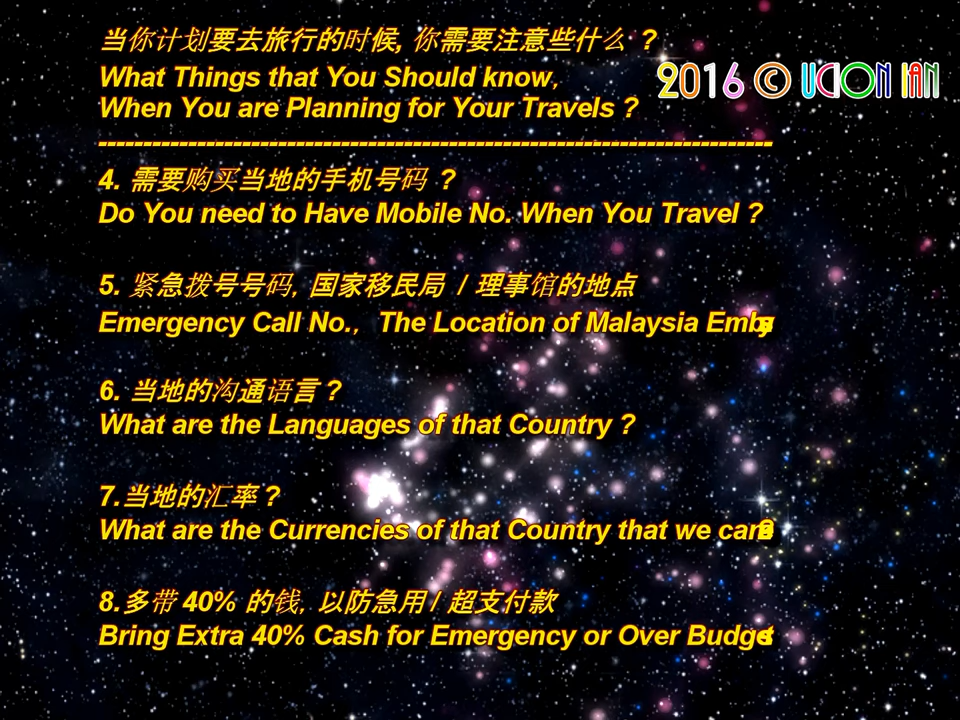 当你计划要去旅行的时候, 你需要注意些什么 ?
What Things that You Should know,
When You are Planning for Your Travels ?
2016 © UCION IAN
---------------------------------------------------------------------------
4. 需要购买当地的手机号码 ?
Do You need to Have Mobile No. When You Travel ?
5. 紧急拨号号码, 国家移民局 / 理事馆的地点
Emergency Call No., The Location of Malaysia
6. 当地的沟通语言 ?
What are the Languages of that Country ?
7.当地的汇率 ?
What are the Currencies of that Country that we
8.多带 40% 的钱, 以防急用 / 超支付款
Bring Extra 40% Cash for Emergency or Over Budget